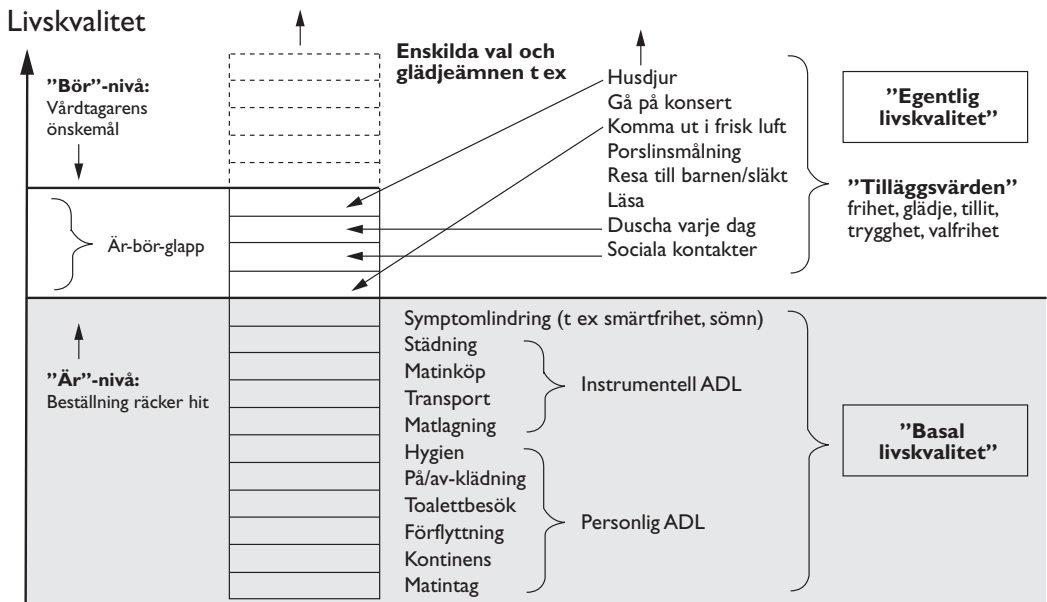 Livskvalitet
”Bör”-nivå:
Vårdtagarens
önskemål
Är-bör-glapp
”Är”-nivå:
Beställning räcker hit
Enskilda val och
glädjeämnen t ex
Husdjur
Gå på konsert
Komma ut i frisk luft
Porslinsmålning
Resa till barnen/släkt
Läsa
Duscha varje dag
Sociala kontakter
”Egentlig
livskvalitet”
”Tilläggsvärden”
frihet, glädje, tillit,
trygghet, valfrihet
Symptomlindring (t ex smärtfrihet, sömn)
Städning
Matinköp
Transport
Matlagning
Instrumentell ADL
Hygien
På/av-klädning
Toalettbesök
Förflyttning
Kontinens
Matintag
Personlig ADL
”Basal
livskvalitet”